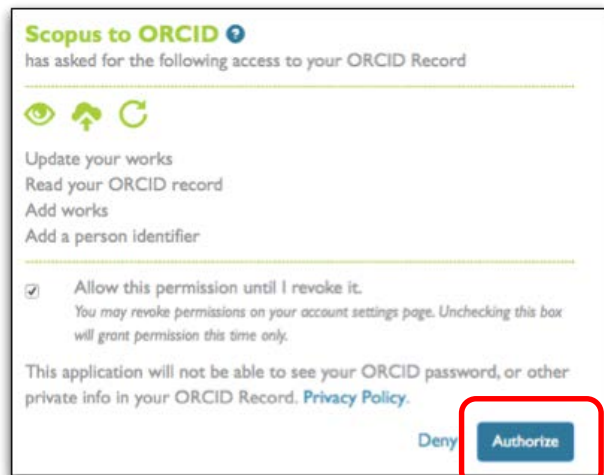 Scopus to ORCID ?
has asked for the following access to your ORCID Record
Update your works
Read your ORCID record
Add works
Add a person identifier
Allow this permission until I revoke it.
You may revoke permissions on your account settings page. Unchecking this box
will grant permission this time only.
This application will not be able to see your ORCID password, or other
private info in your ORCID Record. Privacy Policy.
Deny Authorize